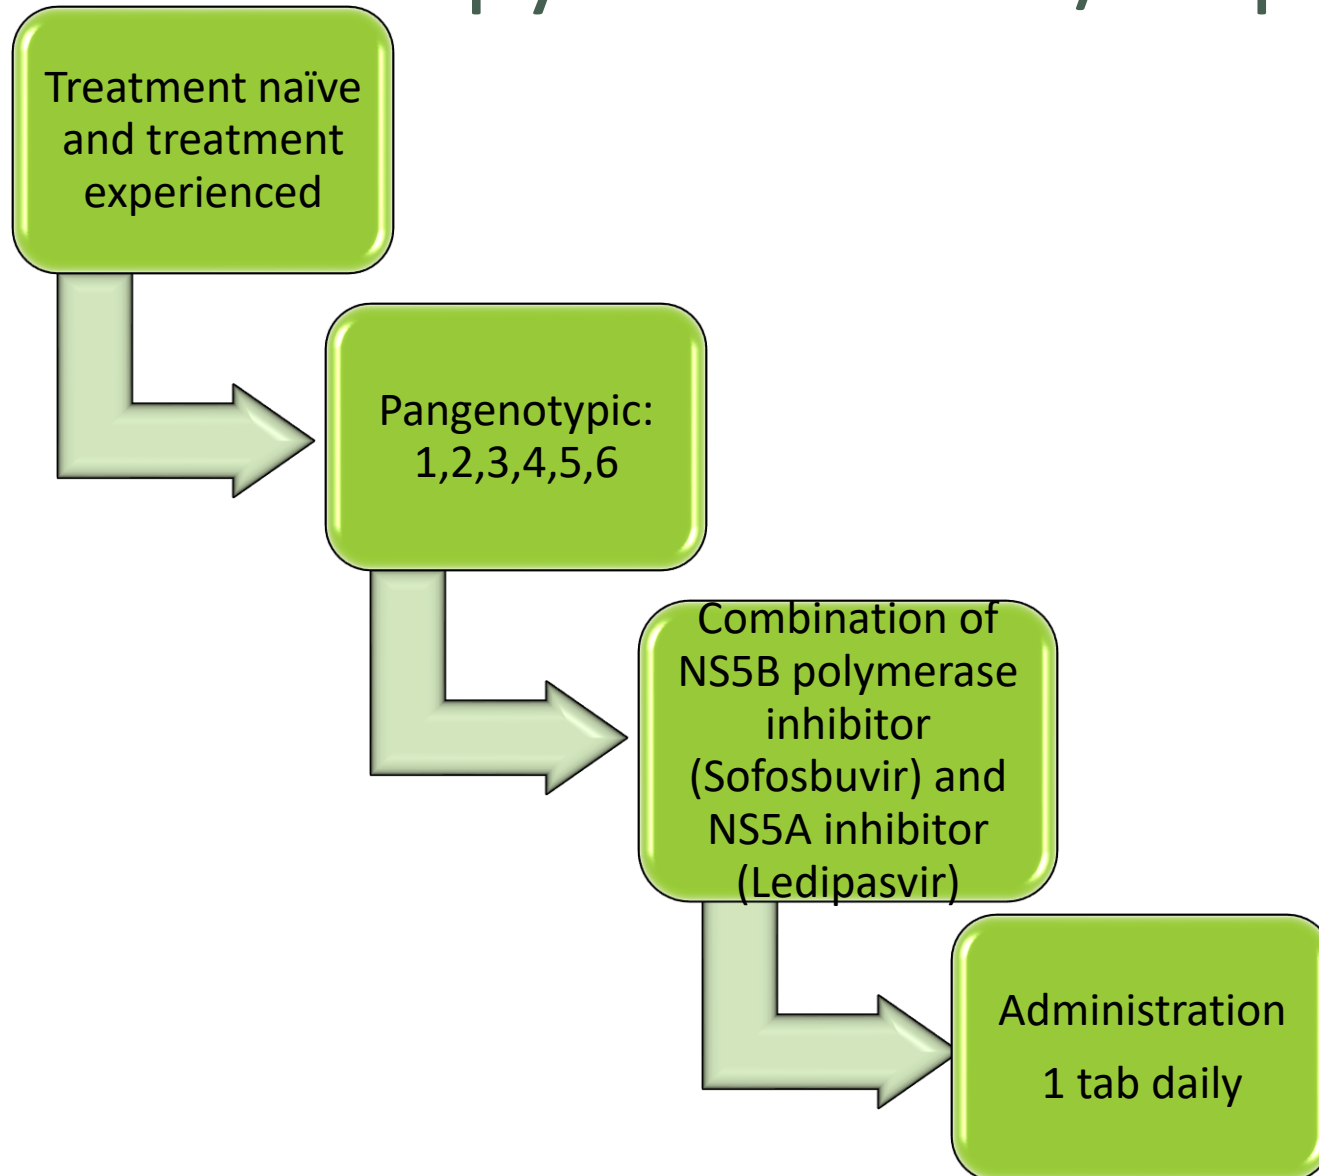 Treatment naïve
and treatment
experienced
Pangenotypic:
1,2,3,4,5,6
Combination of
NS5B polymerase
inhibitor
(Sofosbuvir) and
NS5A inhibitor
(Ledipasvir)
Administration
1 tab daily